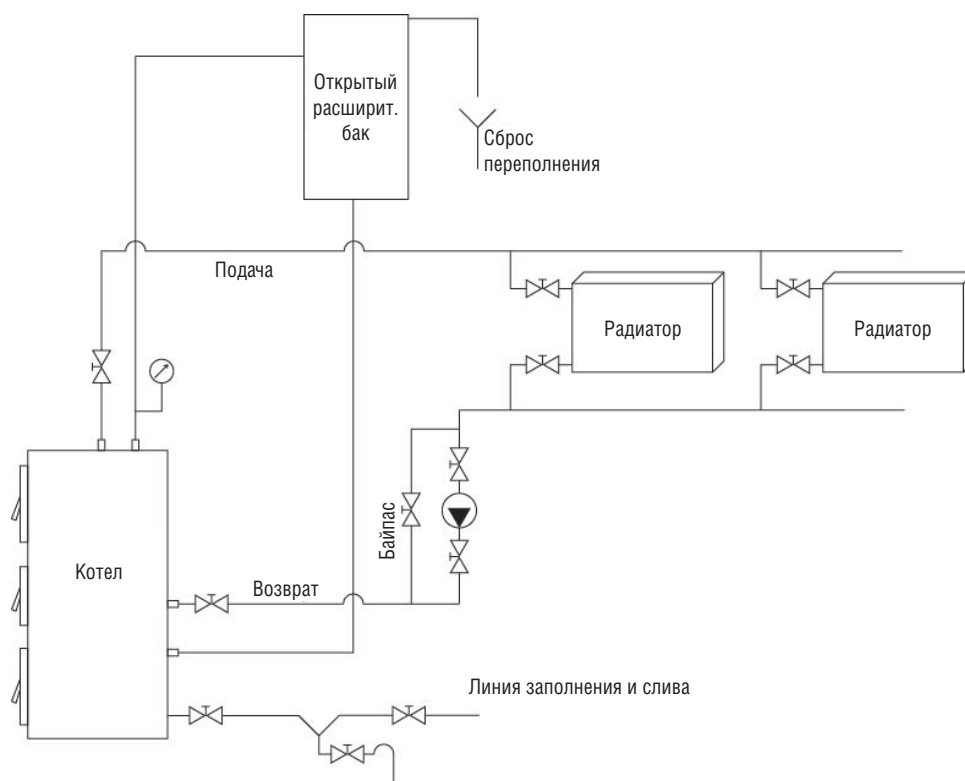 Открытый
расширит.
бак
Сброс
переполнения
Подача
Радиатор
Радиатор
Байпас
Котел
Возврат
Линия заполнения и слива